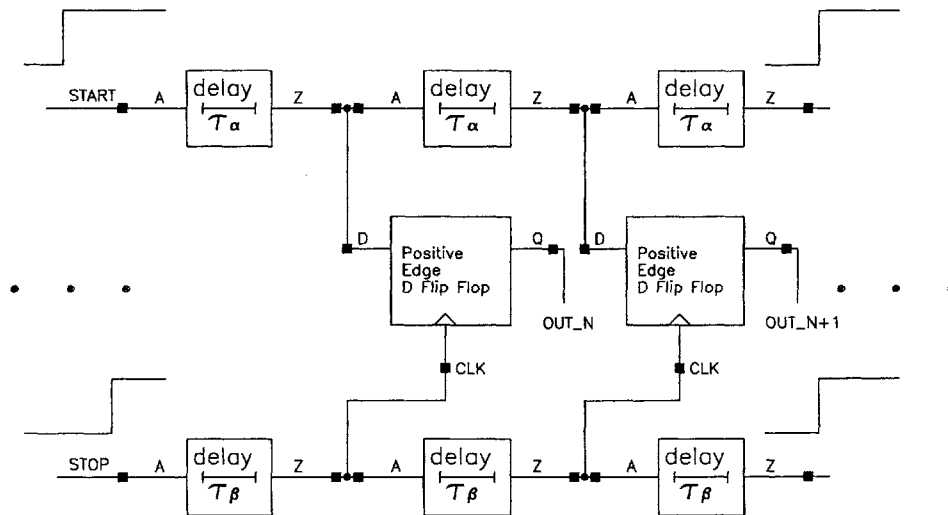 delay delay delay
START A Z A Z A Z
τα τα τα
D Q D Q
Positive Positive
Edge Edge
D Flip Flop D Flip Flop
OUT_N OUT_N+1
CLK CLK
delay delay delay
STOP A Z A Z A Z
τβ τβ τβ